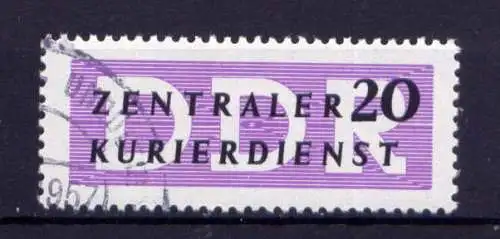 DDR
ZENTRALER 20
KURIERDIENST